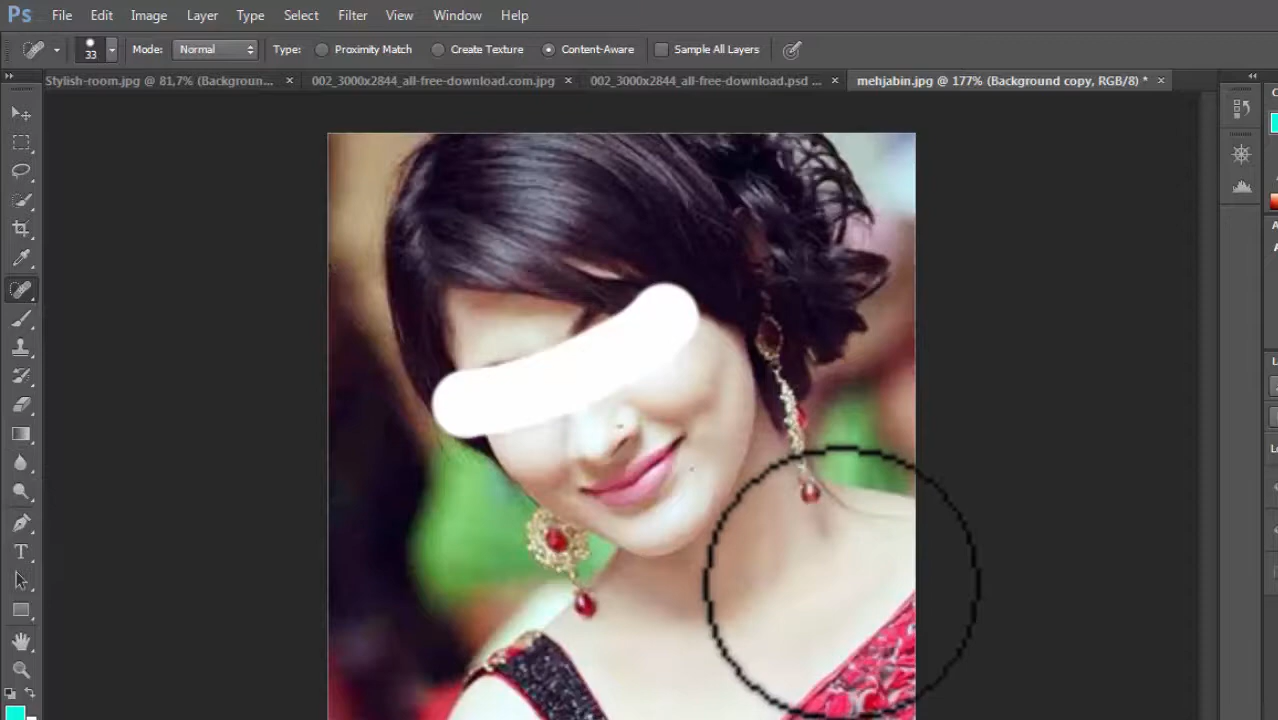 Ps File Edit Image Layer Type Select Filter View Window Help
33 Mode: Normal Type: Proximity Match Create Texture Content-Aware Sample All Layers
Stylish-room.jpg @ 81,7% (Backgroun... × 002_3000x2844_all-free-download.com.jpg × 002_3000x2844_all-free-download.psd ... × mehjabin.jpg @ 177% (Background copy, RGB/8) * ×
T